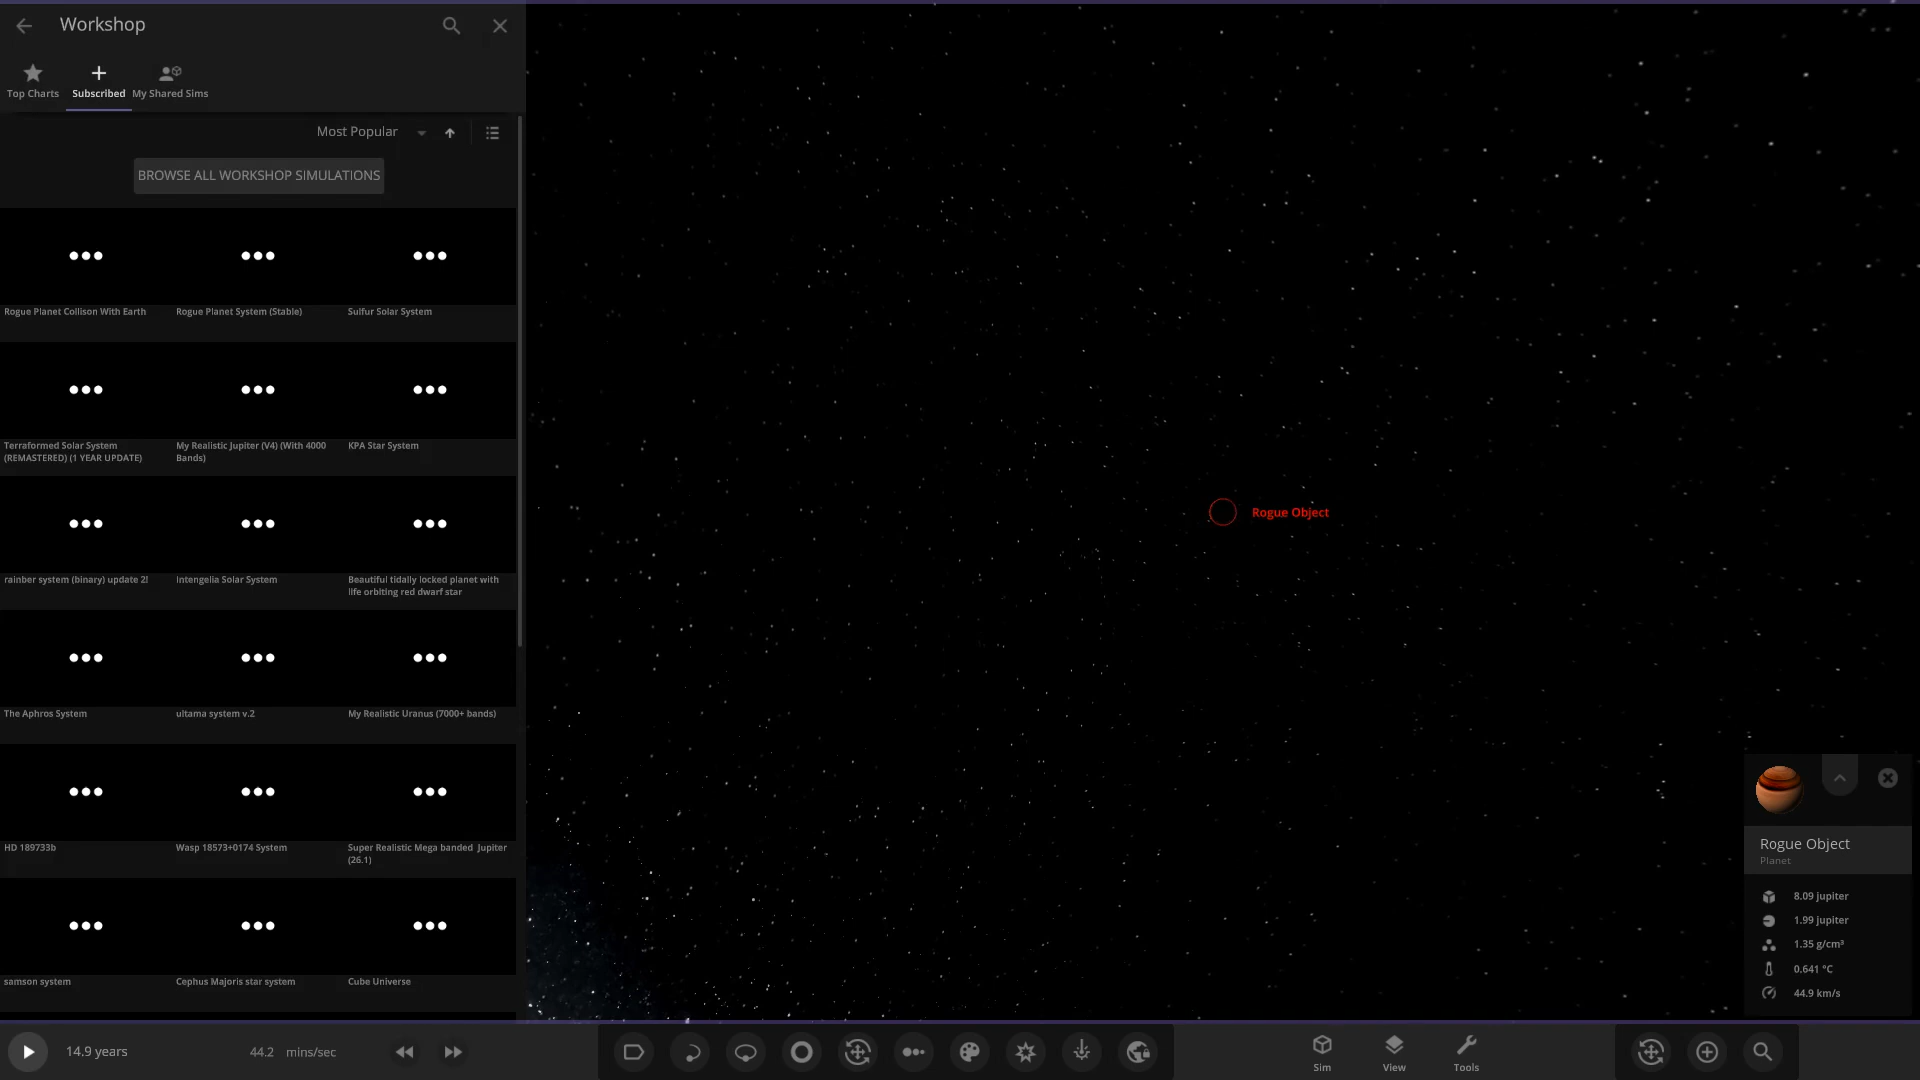 Workshop
Top Charts
Subscribed
My Shared Sims
Most Popular
BROWSE ALL WORKSHOP SIMULATIONS
Rogue Planet Collison With Earth
Rogue Planet System (Stable)
Sulfur Solar System
Terraformed Solar System
(REMASTERED) (1 YEAR UPDATE)
My Realistic Jupiter (V4) (With 4000
Bands)
KPA Star System
rainber system (binary) update 2!
Intengelia Solar System
Beautiful tidally locked planet with
life orbiting red dwarf star
The Aphros System
ultama system v.2
My Realistic Uranus (7000+ bands)
HD 189733b
Wasp 18573+0174 System
Super Realistic Mega banded Jupiter
(26.1)
samson system
Cephus Majoris star system
Cube Universe
Rogue Object
Rogue Object
Planet
8.09 jupiter
1.99 jupiter
1.35 g/cm³
0.641 °C
44.9 km/s
14.9 years
44.2 mins/sec
Sim
View
Tools